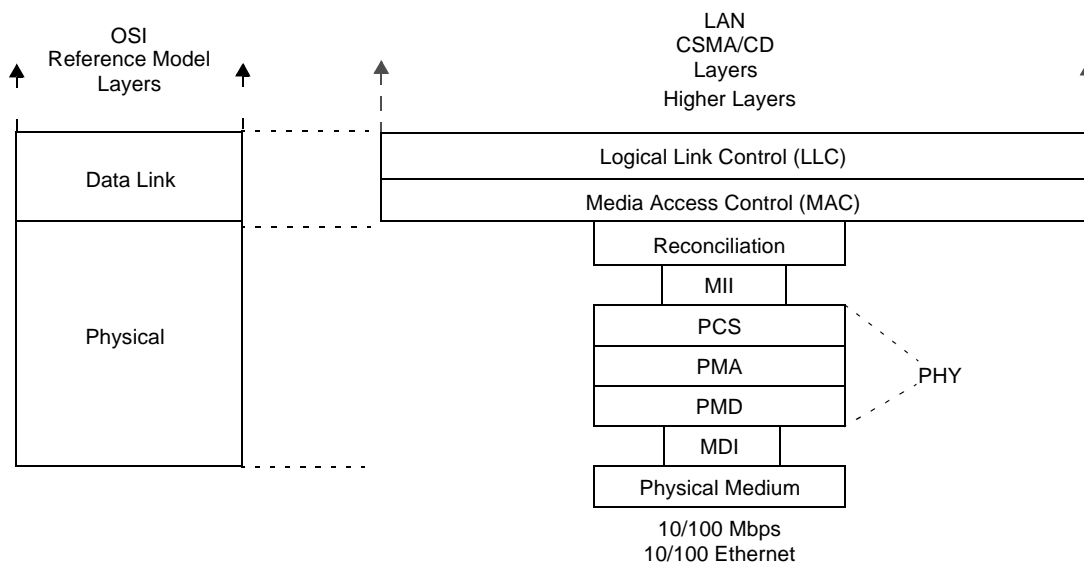 OSI
Reference Model
Layers
LAN
CSMA/CD
Layers
Higher Layers
Data Link
Logical Link Control (LLC)
Media Access Control (MAC)
Physical
Reconciliation
MII
PCS
PMA
PMD
PHY
MDI
Physical Medium
10/100 Mbps
10/100 Ethernet